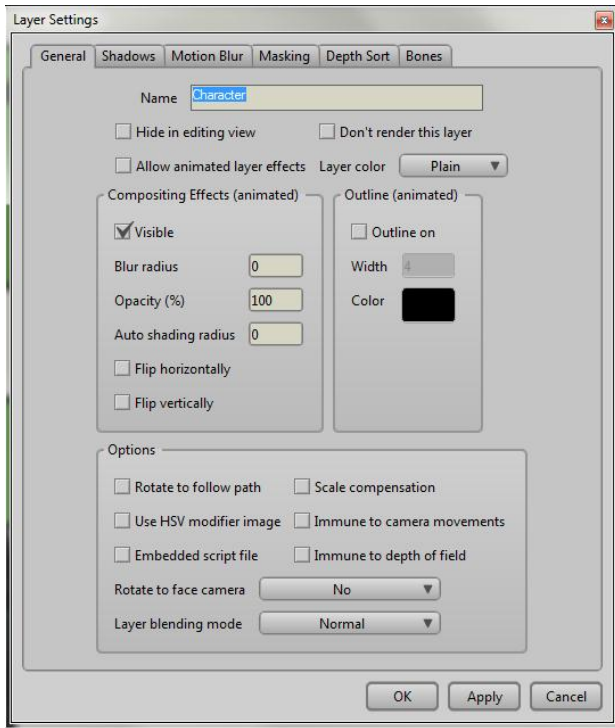 Layer Settings
General Shadows Motion Blur Masking Depth Sort Bones
Name Character
Hide in editing view Don't render this layer
Allow animated layer effects Layer color Plain
Compositing Effects (animated) Outline (animated)
Visible Outline on
Blur radius 0 Width 4
Opacity (%) 100 Color
Auto shading radius 0
Flip horizontally
Flip vertically
Options
Rotate to follow path Scale compensation
Use HSV modifier image Immune to camera movements
Embedded script file Immune to depth of field
Rotate to face camera No
Layer blending mode Normal
OK Apply Cancel